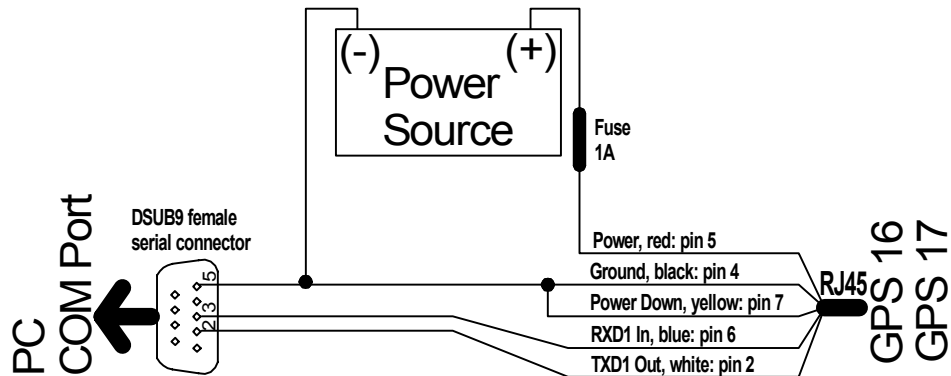 (-)
(+)
Power
Source
Fuse
1A
DSUB9 female
serial connector
PC
COM Port
5
3
2
Power, red: pin 5
Ground, black: pin 4
Power Down, yellow: pin 7
RXD1 In, blue: pin 6
TXD1 Out, white: pin 2
RJ45
GPS 16
GPS 17